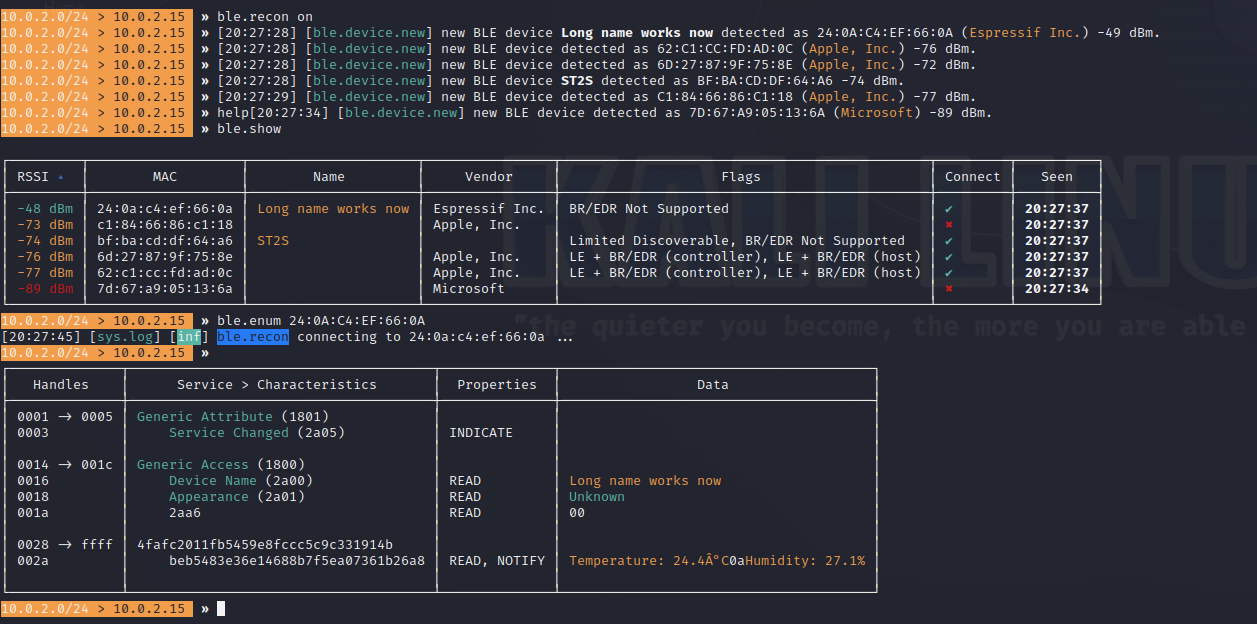 10.0.2.0/24 > 10.0.2.15 » ble.recon on
10.0.2.0/24 > 10.0.2.15 » [20:27:28] [ble.device.new] new BLE device Long name works now detected as 24:0A:C4:EF:66:0A (Espressif Inc.) -49 dBm.
10.0.2.0/24 > 10.0.2.15 » [20:27:28] [ble.device.new] new BLE device detected as 62:C1:CC:FD:AD:0C (Apple, Inc.) -76 dBm.
10.0.2.0/24 > 10.0.2.15 » [20:27:28] [ble.device.new] new BLE device detected as 6D:27:87:9F:75:8E (Apple, Inc.) -72 dBm.
10.0.2.0/24 > 10.0.2.15 » [20:27:28] [ble.device.new] new BLE device ST2S detected as BF:BA:CD:DF:64:A6 -74 dBm.
10.0.2.0/24 > 10.0.2.15 » [20:27:29] [ble.device.new] new BLE device detected as C1:84:66:86:C1:18 (Apple, Inc.) -77 dBm.
10.0.2.0/24 > 10.0.2.15 » help[20:27:34] [ble.device.new] new BLE device detected as 7D:67:A9:05:13:6A (Microsoft) -89 dBm.
10.0.2.0/24 > 10.0.2.15 » ble.show
KALI LINU
RSSI ▴ MAC Name Vendor Flags Connect Seen
-48 dBm 24:0a:c4:ef:66:0a Long name works now Espressif Inc. BR/EDR Not Supported ✔ 20:27:37
-73 dBm c1:84:66:86:c1:18 Apple, Inc. ✖ 20:27:37
-74 dBm bf:ba:cd:df:64:a6 ST2S Limited Discoverable, BR/EDR Not Supported ✔ 20:27:37
-76 dBm 6d:27:87:9f:75:8e Apple, Inc. LE + BR/EDR (controller), LE + BR/EDR (host) ✔ 20:27:37
-77 dBm 62:c1:cc:fd:ad:0c Apple, Inc. LE + BR/EDR (controller), LE + BR/EDR (host) ✔ 20:27:37
-89 dBm 7d:67:a9:05:13:6a Microsoft ✖ 20:27:34
10.0.2.0/24 > 10.0.2.15 » ble.enum 24:0A:C4:EF:66:0A
"the quieter you become, the more you are able
[20:27:45] [sys.log] [inf] ble.recon connecting to 24:0a:c4:ef:66:0a ...
10.0.2.0/24 > 10.0.2.15 »
Handles Service > Characteristics Properties Data
0001 -> 0005 Generic Attribute (1801)
0003 Service Changed (2a05) INDICATE
0014 -> 001c Generic Access (1800)
0016 Device Name (2a00) READ Long name works now
0018 Appearance (2a01) READ Unknown
001a 2aa6 READ 00
0028 -> ffff 4fafc2011fb5459e8fccc5c9c331914b
002a beb5483e36e14688b7f5ea07361b26a8 READ, NOTIFY Temperature: 24.4Â°C0aHumidity: 27.1%
10.0.2.0/24 > 10.0.2.15 »